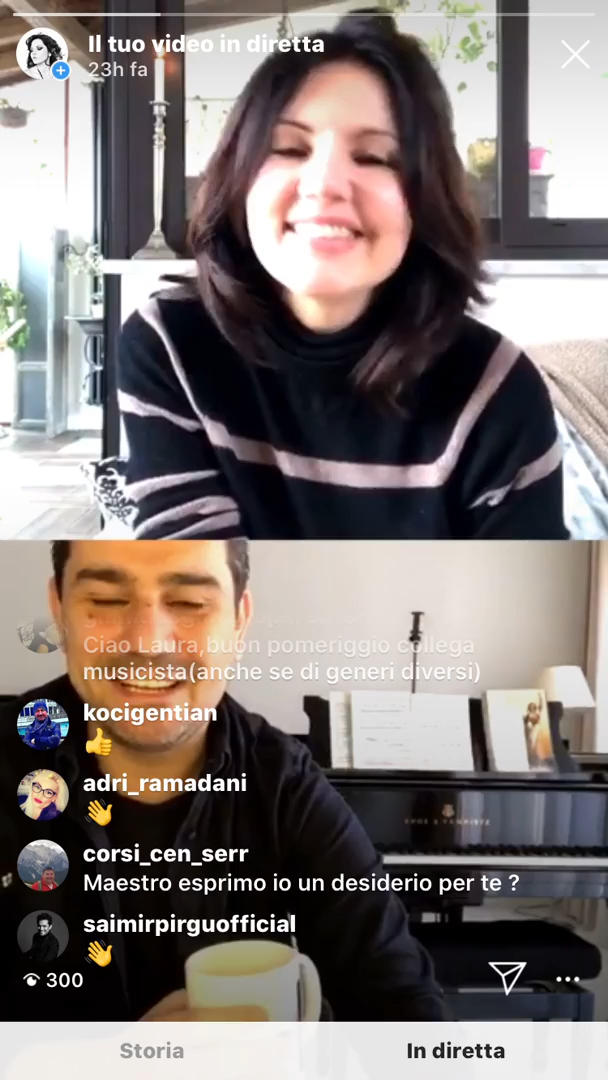 Il tuo video in diretta
23h fa
Ciao Laura,buon pomeriggio collega
musicista(anche se di generi diversi)
kocigentian
👍
adri_ramadani
👋
corsi_cen_serr
Maestro esprimo io un desiderio per te ?
saimirpirguofficial
👋
300
Storia
In diretta